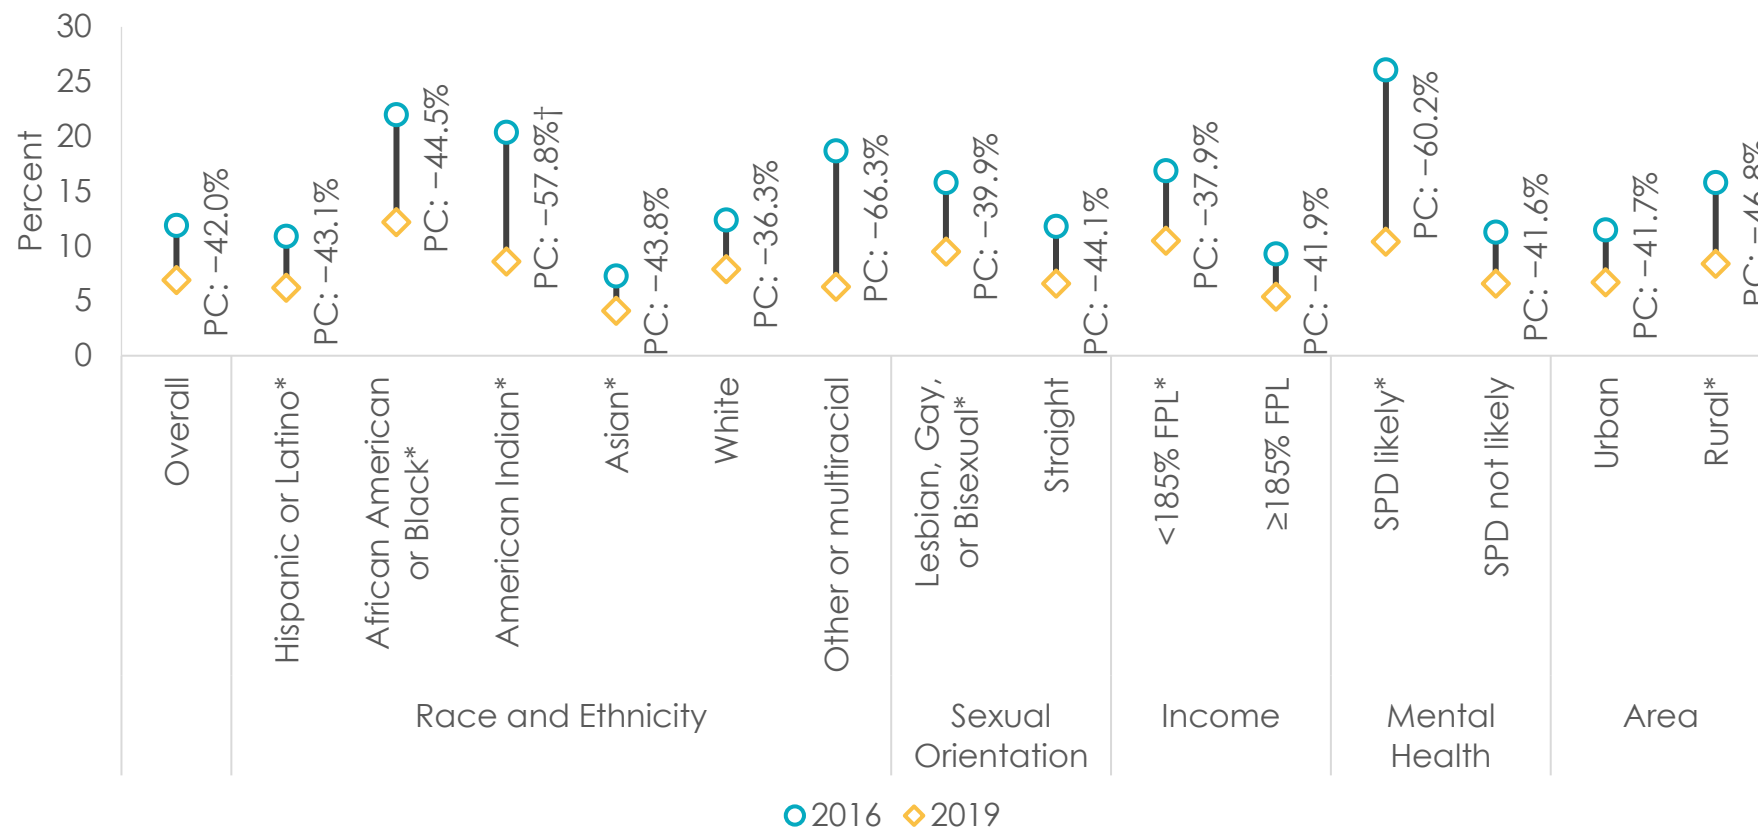 30
25
20
15
10
5
0
Percent
PC: −42.0%
PC: −43.1%
PC: −44.5%
PC: −57.8%†
PC: −43.8%
PC: −36.3%
PC: −66.3%
PC: −39.9%
PC: −44.1%
PC: −37.9%
PC: −41.9%
PC: −60.2%
PC: −41.6%
PC: −41.7%
PC: −46.8%
Overall
Hispanic or Latino*
African American
or Black*
American Indian*
Asian*
White
Other or multiracial
Lesbian, Gay,
or Bisexual*
Straight
<185% FPL*
≥185% FPL
SPD likely*
SPD not likely
Urban
Rural*
Race and Ethnicity
Sexual
Orientation
Income
Mental
Health
Area
2016
2019